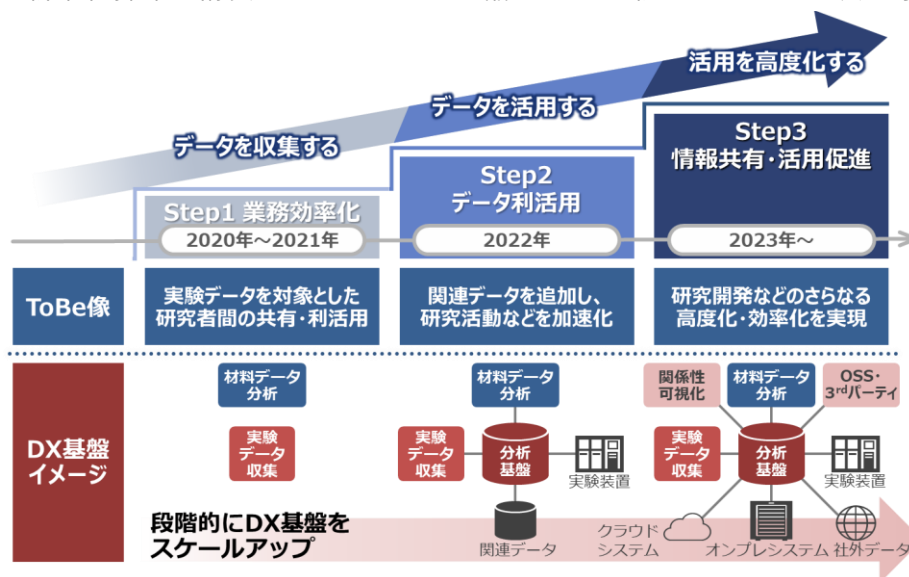 活用を高度化する
データを活用する
データを収集する
Step3
情報共有・活用促進
Step2
データ利活用
Step1 業務効率化
2020年～2021年
2022年
2023年～
ToBe像
実験データを対象とした
研究者間の共有・利活用
関連データを追加し、
研究活動などを加速化
研究開発などのさらなる
高度化・効率化を実現
DX基盤
イメージ
材料データ
分析
実験
データ
収集
材料データ
分析
実験
データ
収集
分析
基盤
実験装置
関連データ
関係性
可視化
材料データ
分析
OSS・
3rdパーティ
実験
データ
収集
分析
基盤
実験装置
クラウド
システム
オンプレシステム
社外データ
段階的にDX基盤を
スケールアップ